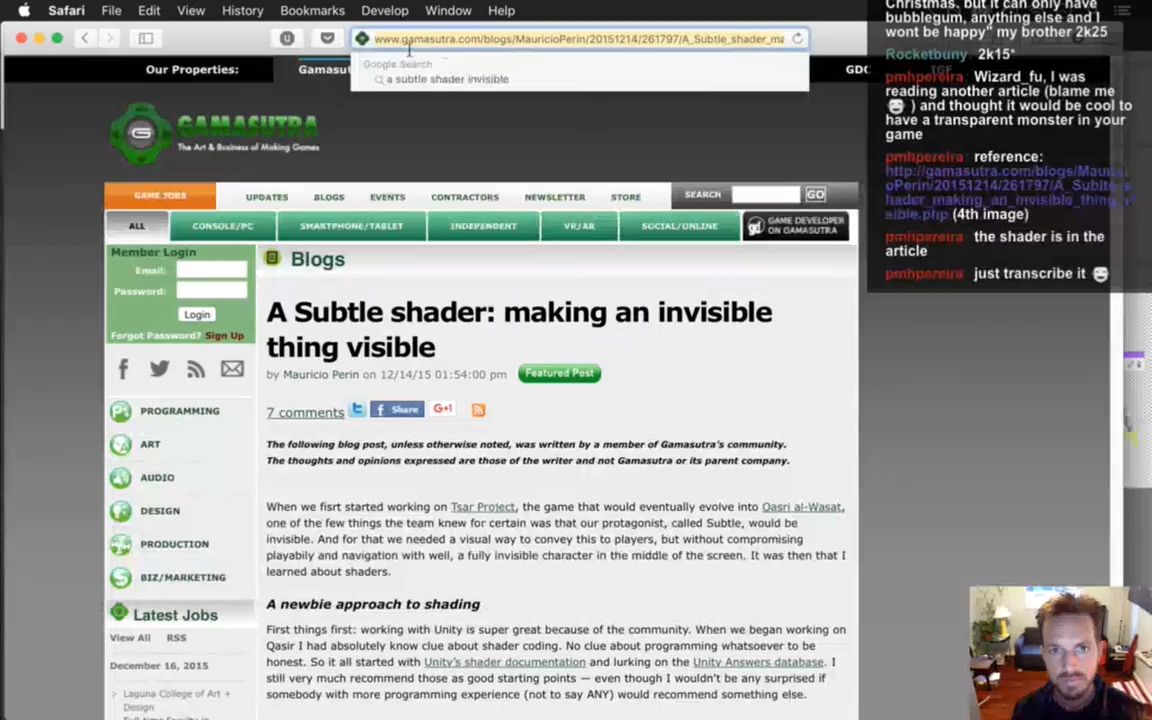 Safari File Edit View History Bookmarks Develop Window Help
www.gamasutra.com/blogs/MauricioPerin/20151214/261797/A_Subtle_shader_ma
Google Search
a subtle shader invisible
Our Properties:
Gamasut
GDC
GAMASUTRA
The Art & Business of Making Games
GAME JOBS
UPDATES
BLOGS
EVENTS
CONTRACTORS
NEWSLETTER
STORE
SEARCH
GO
ALL
CONSOLE/PC
SMARTPHONE/TABLET
INDEPENDENT
VR/AR
SOCIAL/ONLINE
GAME DEVELOPER
ON GAMASUTRA
Member Login
Email:
Password:
Login
Forgot Password? Sign Up
PROGRAMMING
ART
AUDIO
DESIGN
PRODUCTION
BIZ/MARKETING
Latest Jobs
View All RSS
December 16, 2015
Laguna College of Art +
Design
Blogs
A Subtle shader: making an invisible
thing visible
by Mauricio Perin on 12/14/15 01:54:00 pm
Featured Post
7 comments
Share
G+1
The following blog post, unless otherwise noted, was written by a member of Gamasutra's community.
The thoughts and opinions expressed are those of the writer and not Gamasutra or its parent company.
When we fisrt started working on Tsar Project, the game that would eventually evolve into Qasri al-Wasat,
one of the few things the team knew for certain was that our protagonist, called Subtle, would be
invisible. And for that we needed a visual way to convey this to players, but without compromising
playabily and navigation with well, a fully invisible character in the middle of the screen. It was then that I
learned about shaders.
A newbie approach to shading
First things first: working with Unity is super great because of the community. When we began working on
Qasir I had absolutely know clue about shader coding. No clue about programming whatsoever to be
honest. So it all started with Unity's shader documentation and lurking on the Unity Answers database. I
still very much recommend those as good starting points — even though I wouldn't be any surprised if
somebody with more programming experience (not to say ANY) would recommend something else.
Christmas, but it can only have
bubblegum, anything else and I
wont be happy" my brother 2k25
Rocketbuny 2k15*
pmhpereira Wizard_fu, I was
reading another article (blame me
) and thought it would be cool to
have a transparent monster in your
game
pmhpereira reference:
http://gamasutra.com/blogs/Mau
oPerin/20151214/261797/A_Subtle_s
hader_making_an_invisible_thing_v
sible.php (4th image)
pmhpereira the shader is in the
article
pmhpereira just transcribe it